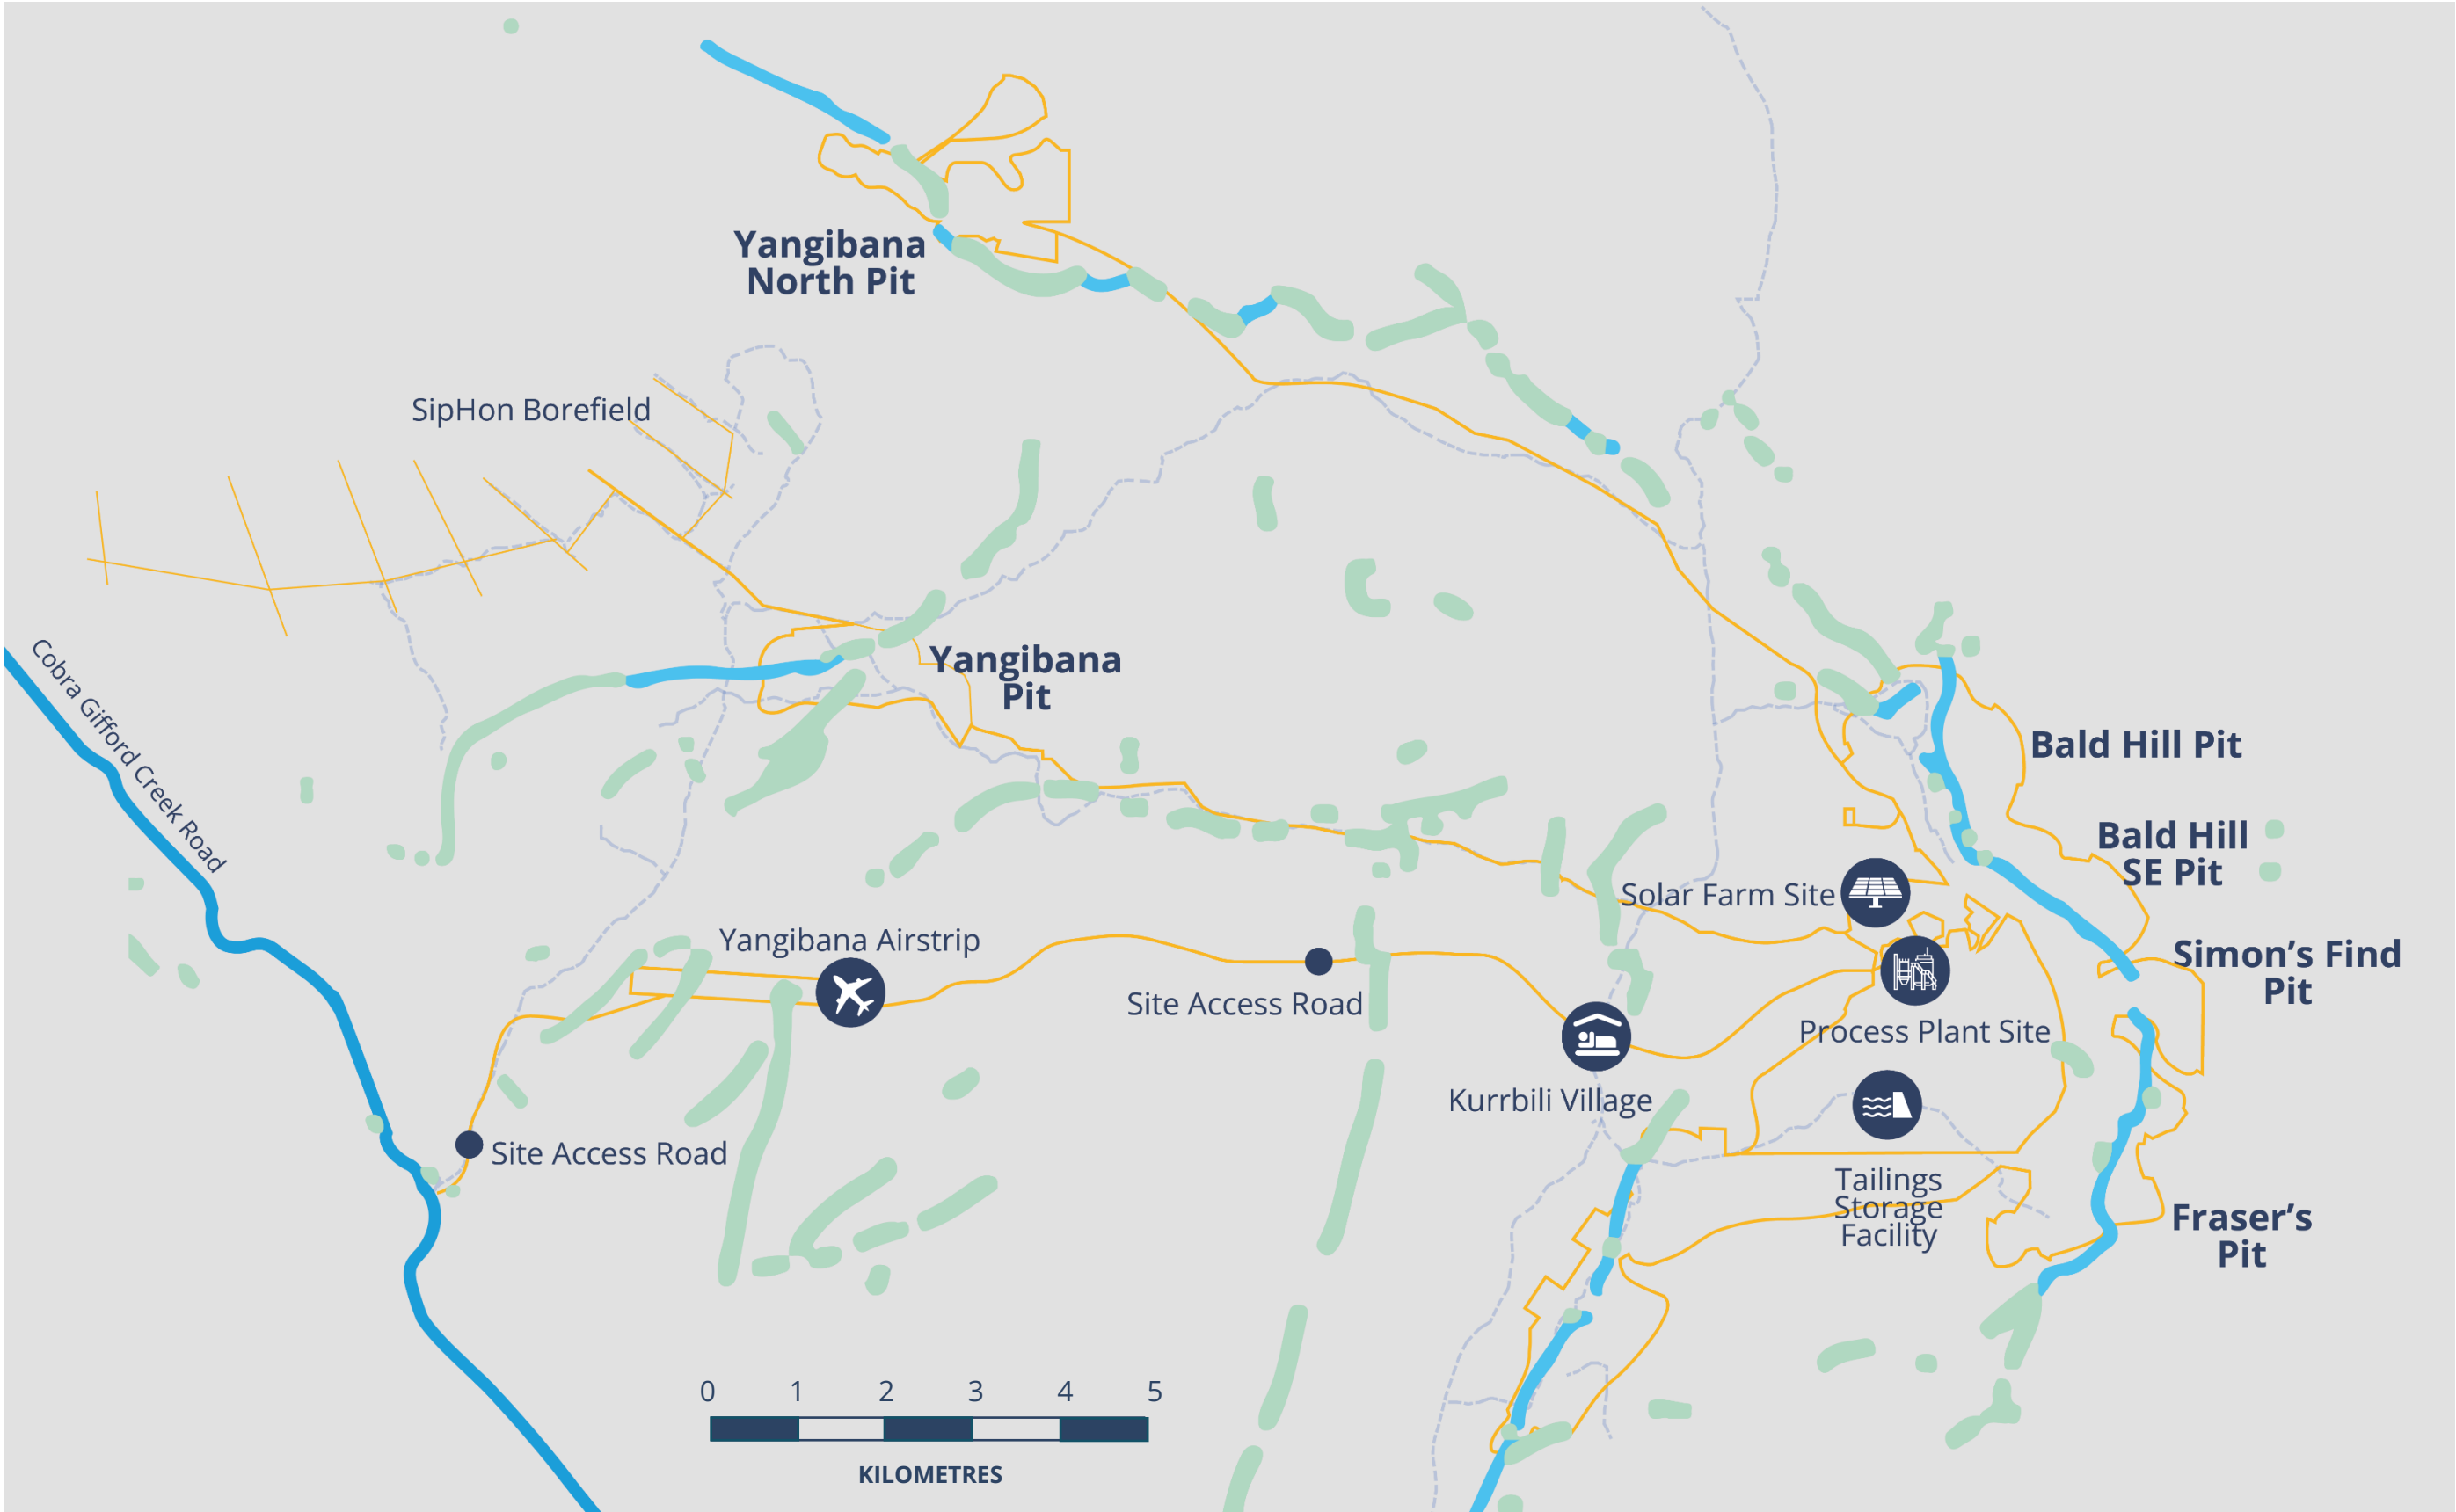 Yangibana
North Pit
SipHon Borefield
Cobra Gifford Creek Road
Yangibana
Pit
Bald Hill Pit
Bald Hill
SE Pit
Solar Farm Site
Yangibana Airstrip
Simon's Find
Pit
Site Access Road
Process Plant Site
Kurrbili Village
Site Access Road
Tailings
Storage
Facility
Fraser's
Pit
0 1 2 3 4 5
KILOMETRES